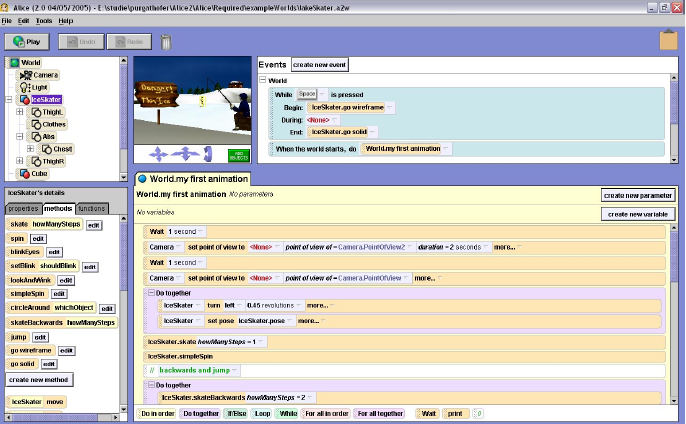 Alice (2.0 04/05/2005) - E:\studie\purgathofer\Alice2\Alice\Required\exampleWorlds\lakeSkater.a2w
File Edit Tools Help
Play Undo Redo
World
Camera
Light
IceSkater
ThighL
Clothes
Abs
Chest
ThighR
Cube
Danger!
Thin Ice
ADD OBJECTS
Events create new event
World
While Space is pressed
Begin: IceSkater.go wireframe
During: <None>
End: IceSkater.go solid
When the world starts, do World.my first animation
IceSkater's details
properties methods functions
skate howManySteps edit
spin edit
blinkEyes edit
setBlink shouldBlink edit
lookAndWink edit
simpleSpin edit
circleAround whichObject edit
skateBackwards howManySteps
jump edit
go wireframe edit
go solid edit
create new method
IceSkater move
World.my first animation
World.my first animation No parameters create new parameter
No variables create new variable
Wait 1 second
Camera set point of view to <None> point of view of = Camera.PointOfView2 duration = 2 seconds more...
Wait 1 second
Camera set point of view to <None> point of view of = Camera.PointOfView more...
Do together
IceSkater turn left 0.45 revolutions more...
IceSkater set pose IceSkater.pose more...
IceSkater.skate howManySteps = 1
IceSkater.simpleSpin
// backwards and jump
Do together
IceSkater.skateBackwards howManySteps = 2
Do in order Do together If/Else Loop While For all in order For all together Wait print //